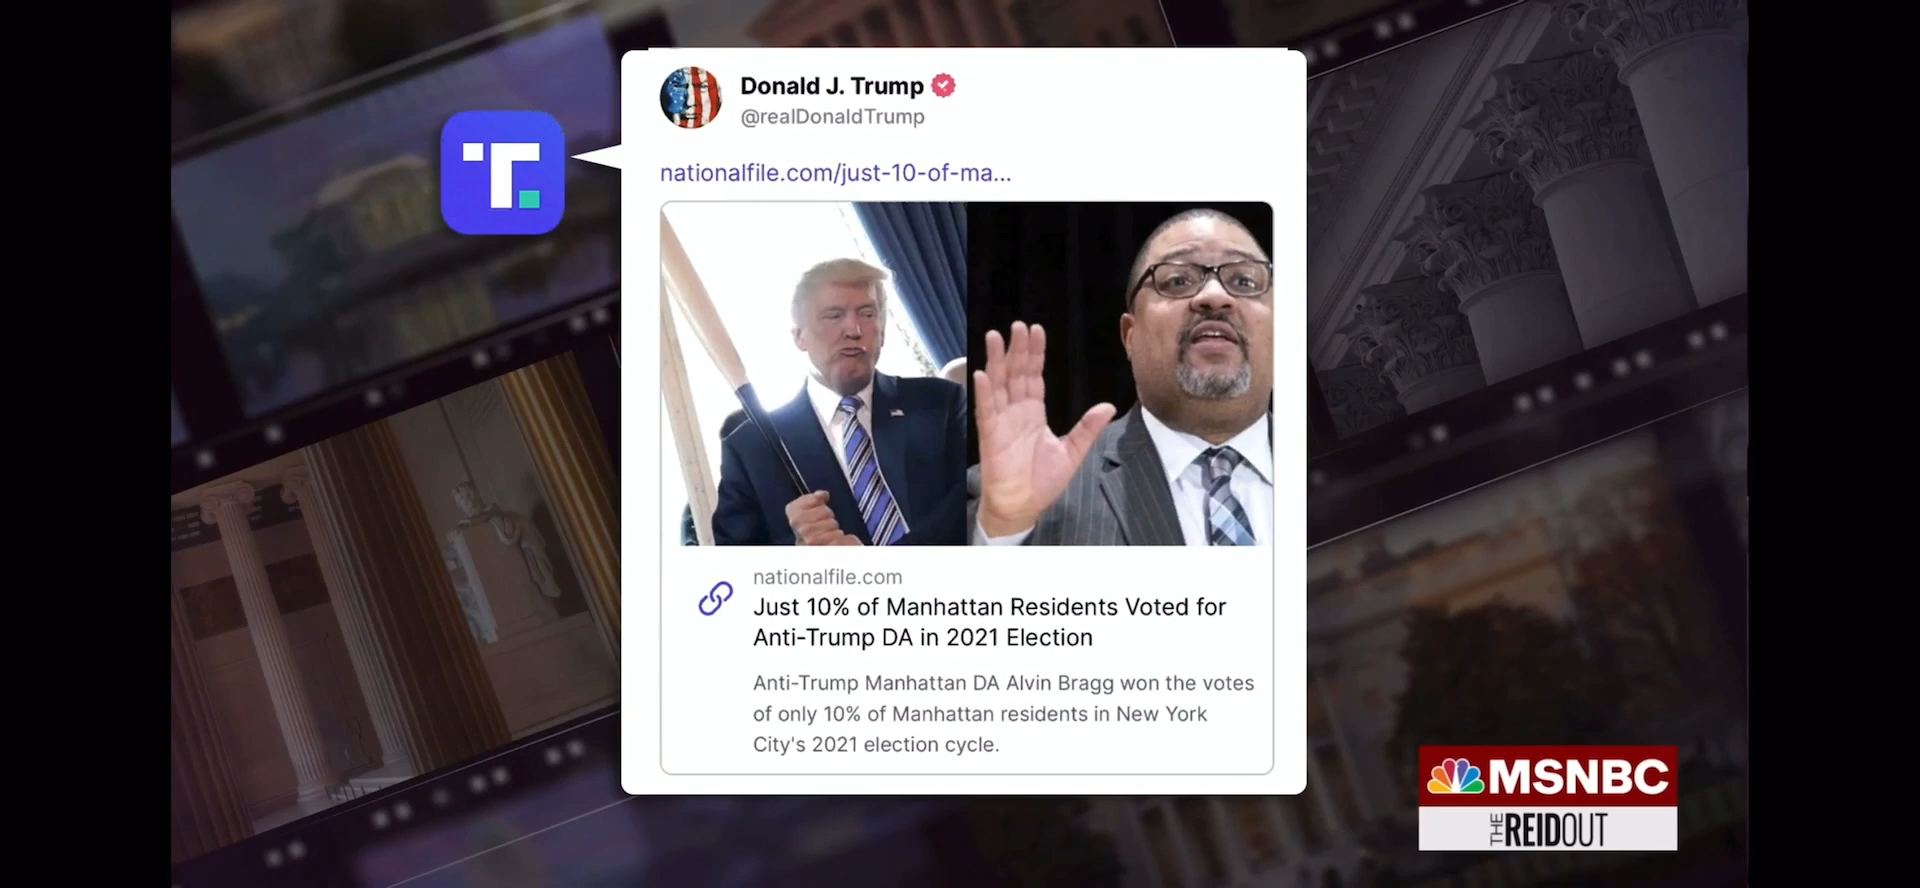 Donald J. Trump
@realDonaldTrump
nationalfile.com/just-10-of-ma...
nationalfile.com
Just 10% of Manhattan Residents Voted for
Anti-Trump DA in 2021 Election
Anti-Trump Manhattan DA Alvin Bragg won the votes
of only 10% of Manhattan residents in New York
City's 2021 election cycle.
MSNBC
THE REIDOUT